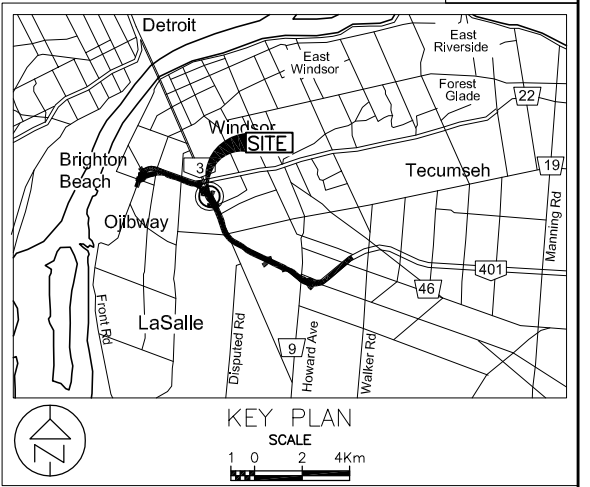 Detroit
East
Riverside
East
Windsor
Forest
Glade
22
Windsor
SITE
3
Brighton
Beach
Tecumseh
19
Manning Rd
Ojibway
401
46
Front Rd
LaSalle
Disputed Rd
9
Howard Ave
Walker Rd
KEY PLAN
SCALE
1 0 2 4Km
N